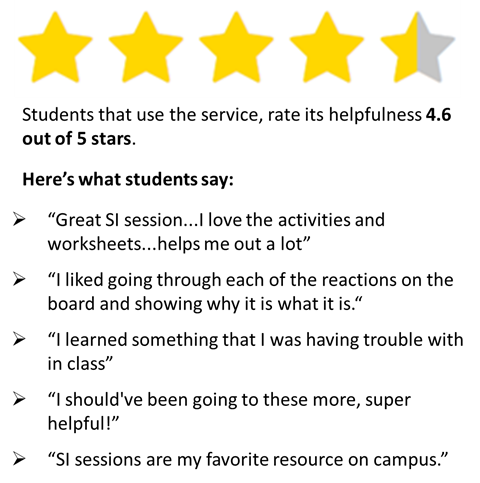 Students that use the service, rate its helpfulness 4.6
out of 5 stars.
Here’s what students say:
➢ “Great SI session...I love the activities and
worksheets...helps me out a lot”
➢ “I liked going through each of the reactions on the
board and showing why it is what it is.“
➢ “I learned something that I was having trouble with
in class”
➢ “I should've been going to these more, super
helpful!”
➢ “SI sessions are my favorite resource on campus.”